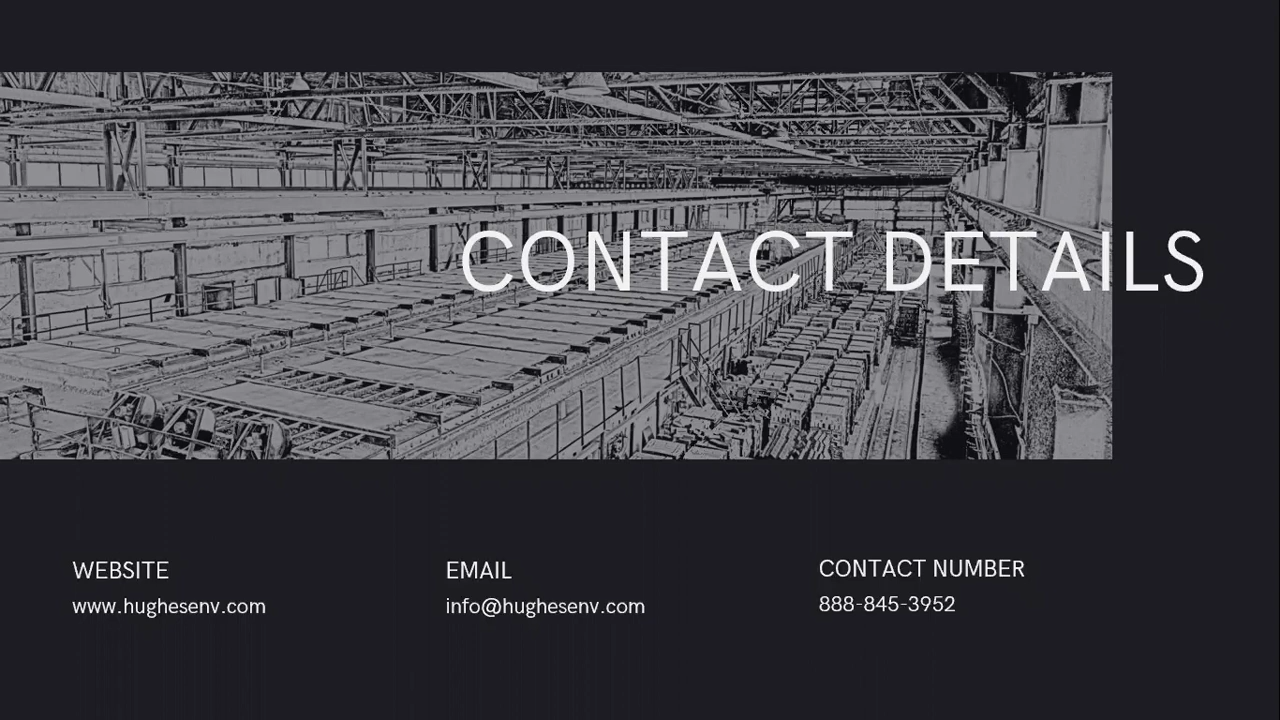 CONTACT DETAILS
WEBSITE
www.hughesenv.com
EMAIL
info@hughesenv.com
CONTACT NUMBER
888-845-3952